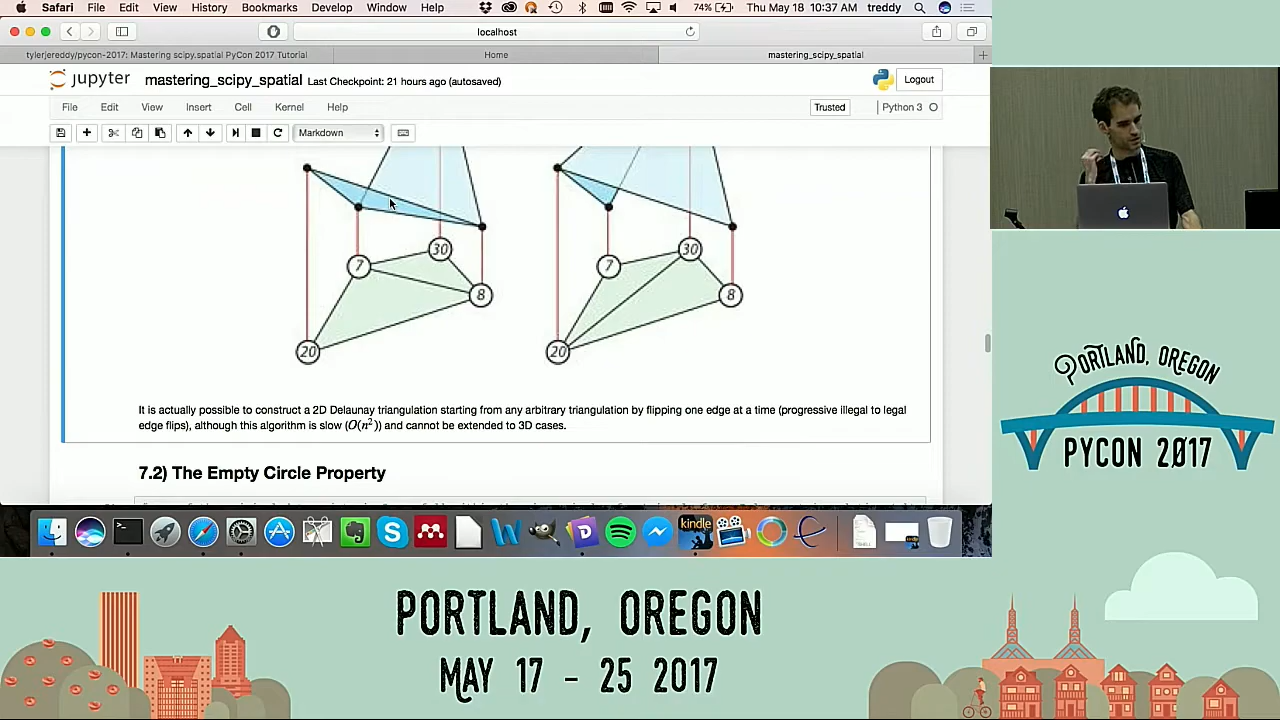 Safari File Edit View History Bookmarks Develop Window Help 74% Thu May 18 10:37 AM treddy
localhost
tylerjereddy/pycon-2017: Mastering scipy.spatial PyCon 2017 Tutorial Home mastering_scipy_spatial
jupyter mastering_scipy_spatial Last Checkpoint: 21 hours ago (autosaved) Logout
File Edit View Insert Cell Kernel Help Trusted Python 3
Markdown
7 30 8 20
7 30 8 20
It is actually possible to construct a 2D Delaunay triangulation starting from any arbitrary triangulation by flipping one edge at a time (progressive illegal to legal
edge flips), although this algorithm is slow (O(n²)) and cannot be extended to 3D cases.
7.2) The Empty Circle Property
kindle
PORTLAND, OREGON
PYCON 2017
PORTLAND, OREGON
MAY 17 - 25 2017